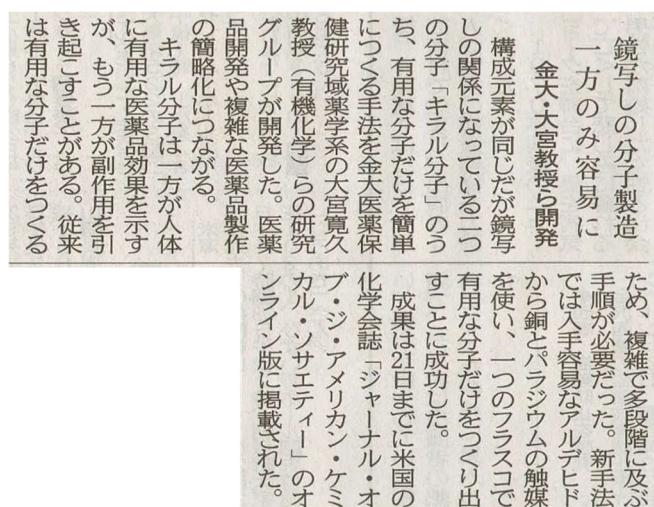 鏡写しの分子製造
一方のみ容易に
金大・大宮教授ら開発
構成元素が同じだが鏡写
しの関係になっている二つ
の分子「キラル分子」のう
ち、有用な分子だけを簡単
につくる手法を金大医薬保
健研究域薬学系の大宮寛久
教授（有機化学）らの研究
グループが開発した。医薬
品開発や複雑な医薬品製作
の簡略化につながる。
キラル分子は一方が人体
に有用な医薬品効果を示す
が、もう一方が副作用を引
き起こすことがある。従来
は有用な分子だけをつくる
ため、複雑で多段階に及ぶ
手順が必要だった。新手法
では入手容易なアルデヒド
から銅とパラジウムの触媒
を使い、一つのフラスコで
有用な分子だけをつくり出
すことに成功した。
成果は21日までに米国の
化学会誌「ジャーナル・オ
ブ・ジ・アメリカン・ケミ
カル・ソサエティー」のオ
ンライン版に掲載された。